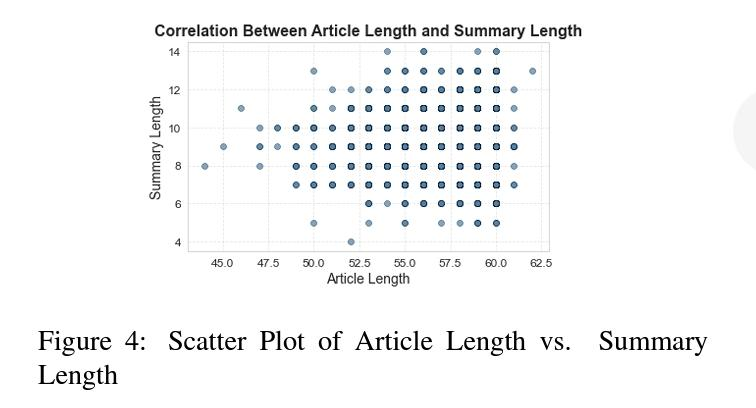 Correlation Between Article Length and Summary Length
14
12
10
8
6
4
Summary Length
45.0 47.5 50.0 52.5 55.0 57.5 60.0 62.5
Article Length
Figure 4: Scatter Plot of Article Length vs. Summary
Length